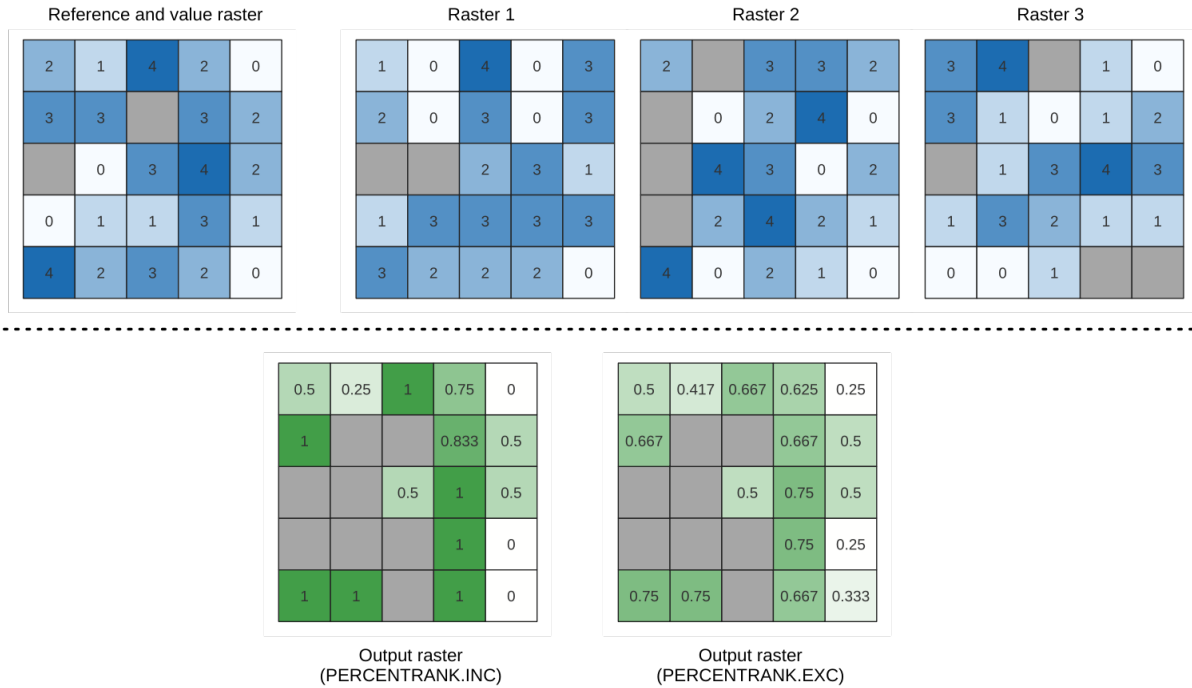 Reference and value raster Raster 1 Raster 2 Raster 3
2 1 4 2 0 1 0 4 0 3 2 3 3 2 3 4 1 0
3 3 3 2 2 0 3 0 3 0 2 4 0 3 1 0 1 2
0 3 4 2 2 3 1 4 3 0 2 1 3 4 3
0 1 1 3 1 1 3 3 3 3 2 4 2 1 1 3 2 1 1
4 2 3 2 0 3 2 2 2 0 4 0 2 1 0 0 0 1
0.5 0.25 1 0.75 0 0.5 0.417 0.667 0.625 0.25
1 0.833 0.5 0.667 0.667 0.5
0.5 1 0.5 0.5 0.75 0.5
1 0 0.75 0.25
1 1 1 0 0.75 0.75 0.667 0.333
Output raster Output raster
(PERCENTRANK.INC) (PERCENTRANK.EXC)